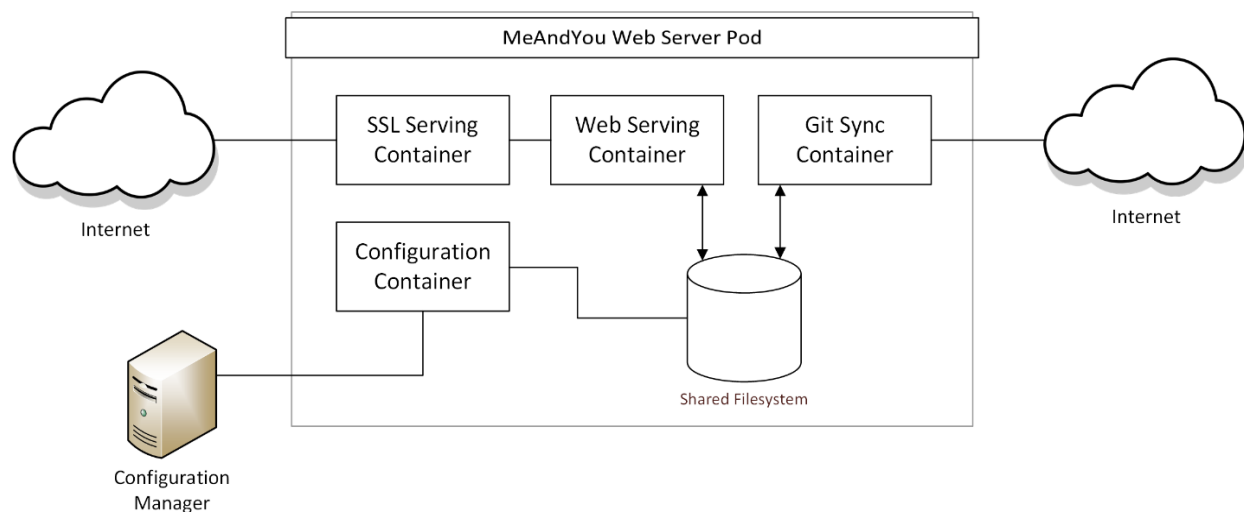 MeAndYou Web Server Pod
SSL Serving
Container
Web Serving
Container
Git Sync
Container
Internet
Internet
Configuration
Container
Shared Filesystem
Configuration
Manager